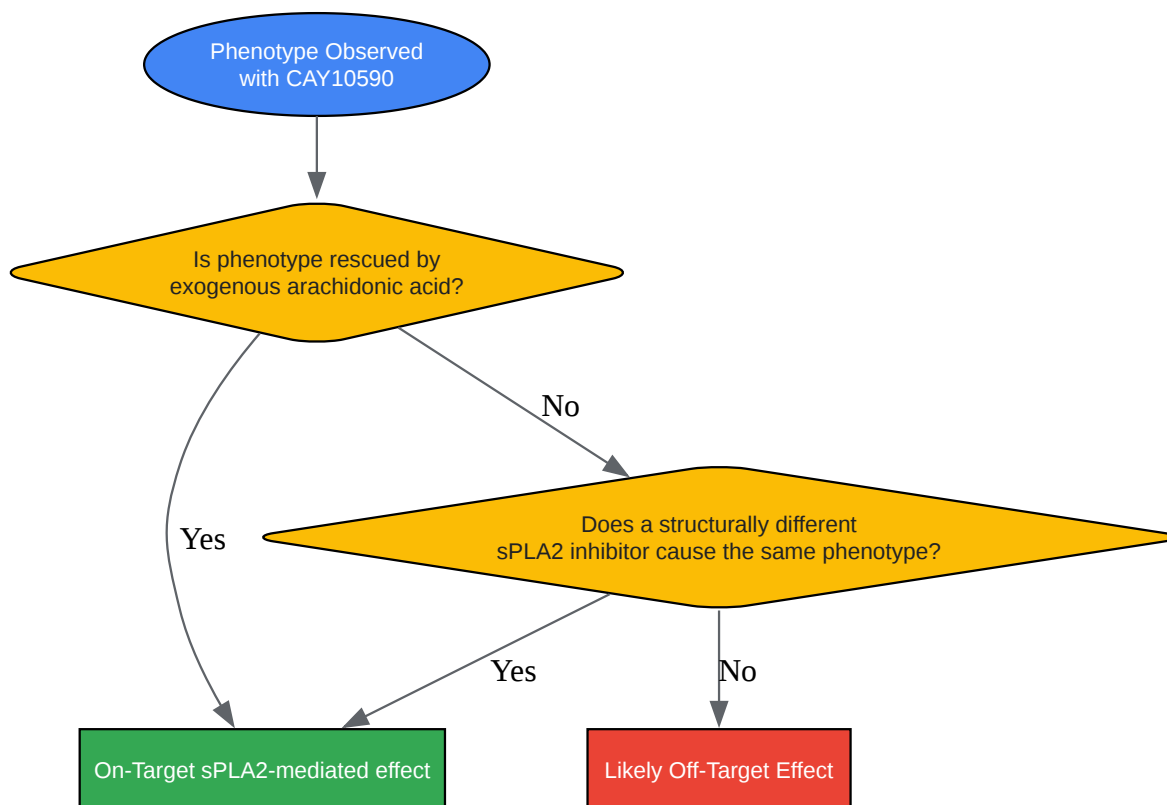 Phenotype Observed
with CAY10590
Is phenotype rescued by
exogenous arachidonic acid?
No
Does a structurally different
sPLA2 inhibitor cause the same phenotype?
Yes
Yes
No
On-Target sPLA2-mediated effect
Likely Off-Target Effect